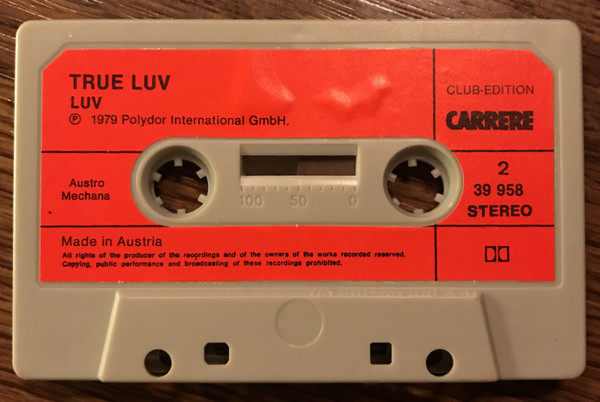 TRUE LUV
LUV
℗ 1979 Polydor International GmbH.
CLUB-EDITION
CARRERE
Austro
Mechana
100 50 0
2
39 958
STEREO
Made in Austria
All rights of the producer of the recordings and of the owners of the works recorded reserved.
Copying, public performance and broadcasting of these recordings prohibited.